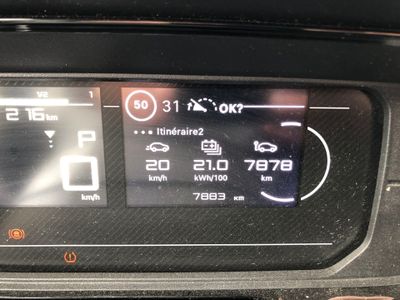 1/2 1
216 km
P
0
km/h
50 31 OK?
Itinéraire2
20 21.0 7878
km/h kWh/100 km
7883 KM